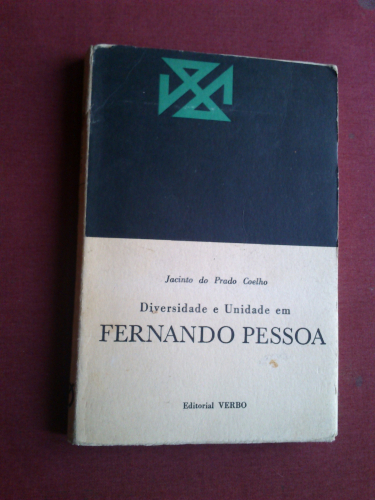 Jacinto do Prado Coelho
Diversidade e Unidade em
FERNANDO PESSOA
Editorial VERBO